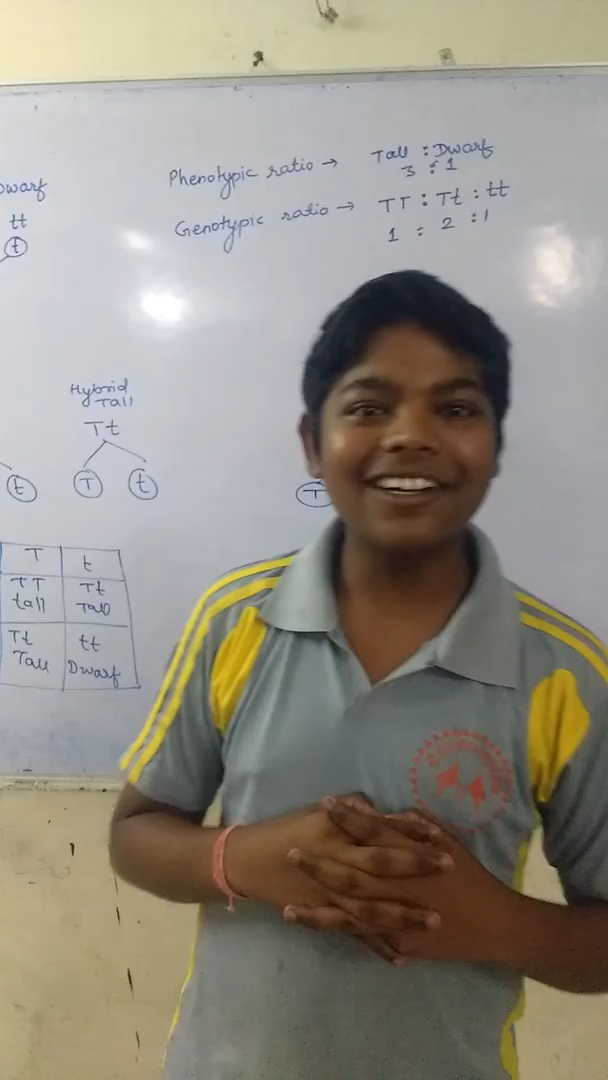 Phenotypic ratio → Tall : Dwarf
3 : 1
Genotypic ratio → TT : Tt : tt
1 : 2 : 1
Dwarf
tt
t
Hybrid
Tall
Tt
t T t
T
T t
TT Tt
tall Tall
Tt tt
Tall Dwarf